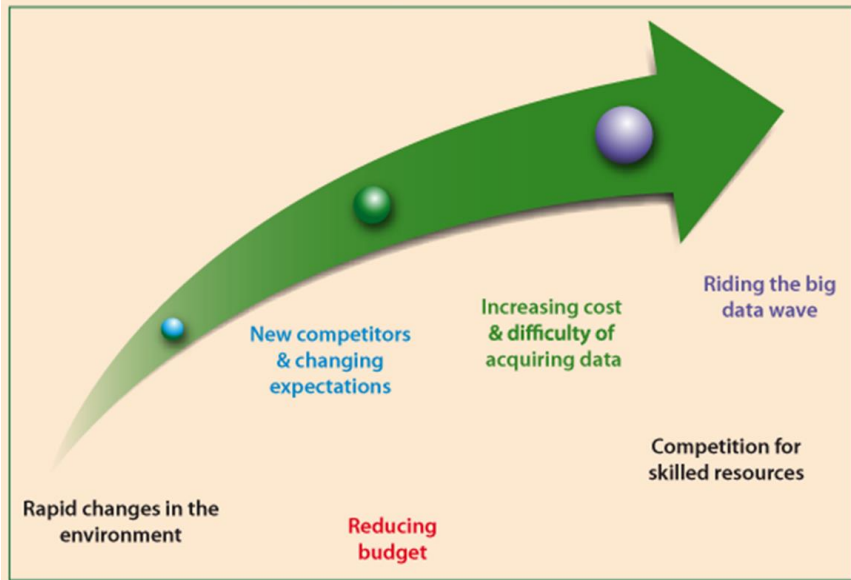 Riding the big
data wave
Increasing cost
& difficulty of
acquiring data
New competitors
& changing
expectations
Competition for
skilled resources
Rapid changes in the
environment
Reducing
budget